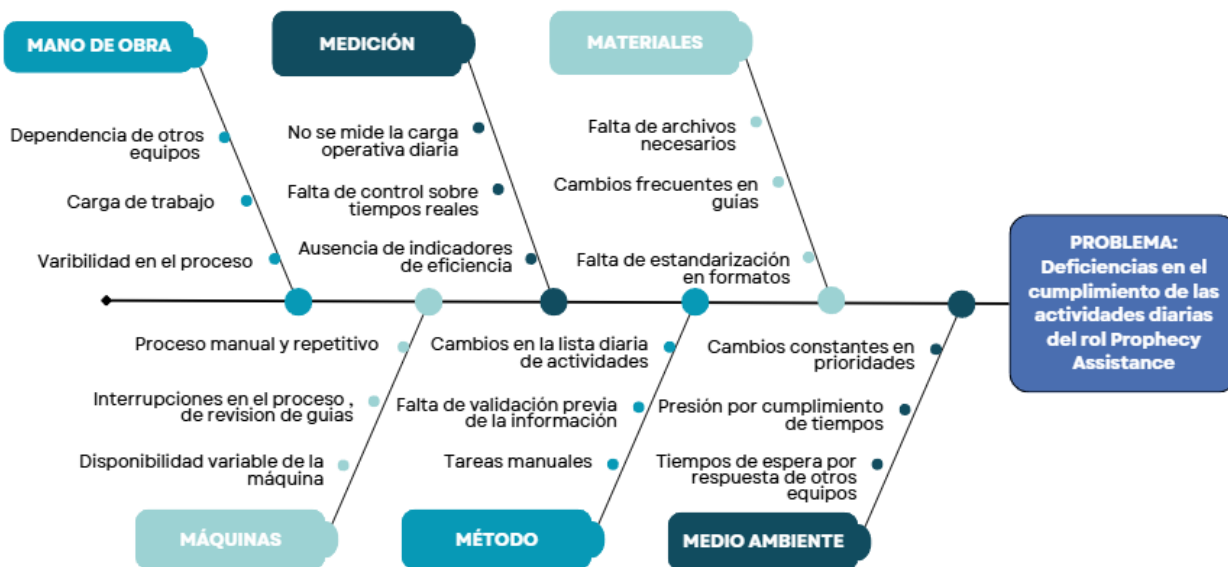 MANO DE OBRA
Dependencia de otros
equipos
Carga de trabajo
Varibilidad en el proceso
MEDICIÓN
No se mide la carga
operativa diaria
Falta de control sobre
tiempos reales
Ausencia de indicadores
de eficiencia
MATERIALES
Falta de archivos
necesarios
Cambios frecuentes en
guías
Falta de estandarización
en formatos
PROBLEMA:
Deficiencias en el
cumplimiento de las
actividades diarias
del rol Prophecy
Assistance
Proceso manual y repetitivo
Interrupciones en el proceso ,
de revision de guias
Disponibilidad variable de la
máquina
MÁQUINAS
Cambios en la lista diaria
de actividades
Falta de validación previa
de la información
Tareas manuales
MÉTODO
Cambios constantes en
prioridades
Presión por cumplimiento
de tiempos
Tiempos de espera por
respuesta de otros
equipos
MEDIO AMBIENTE